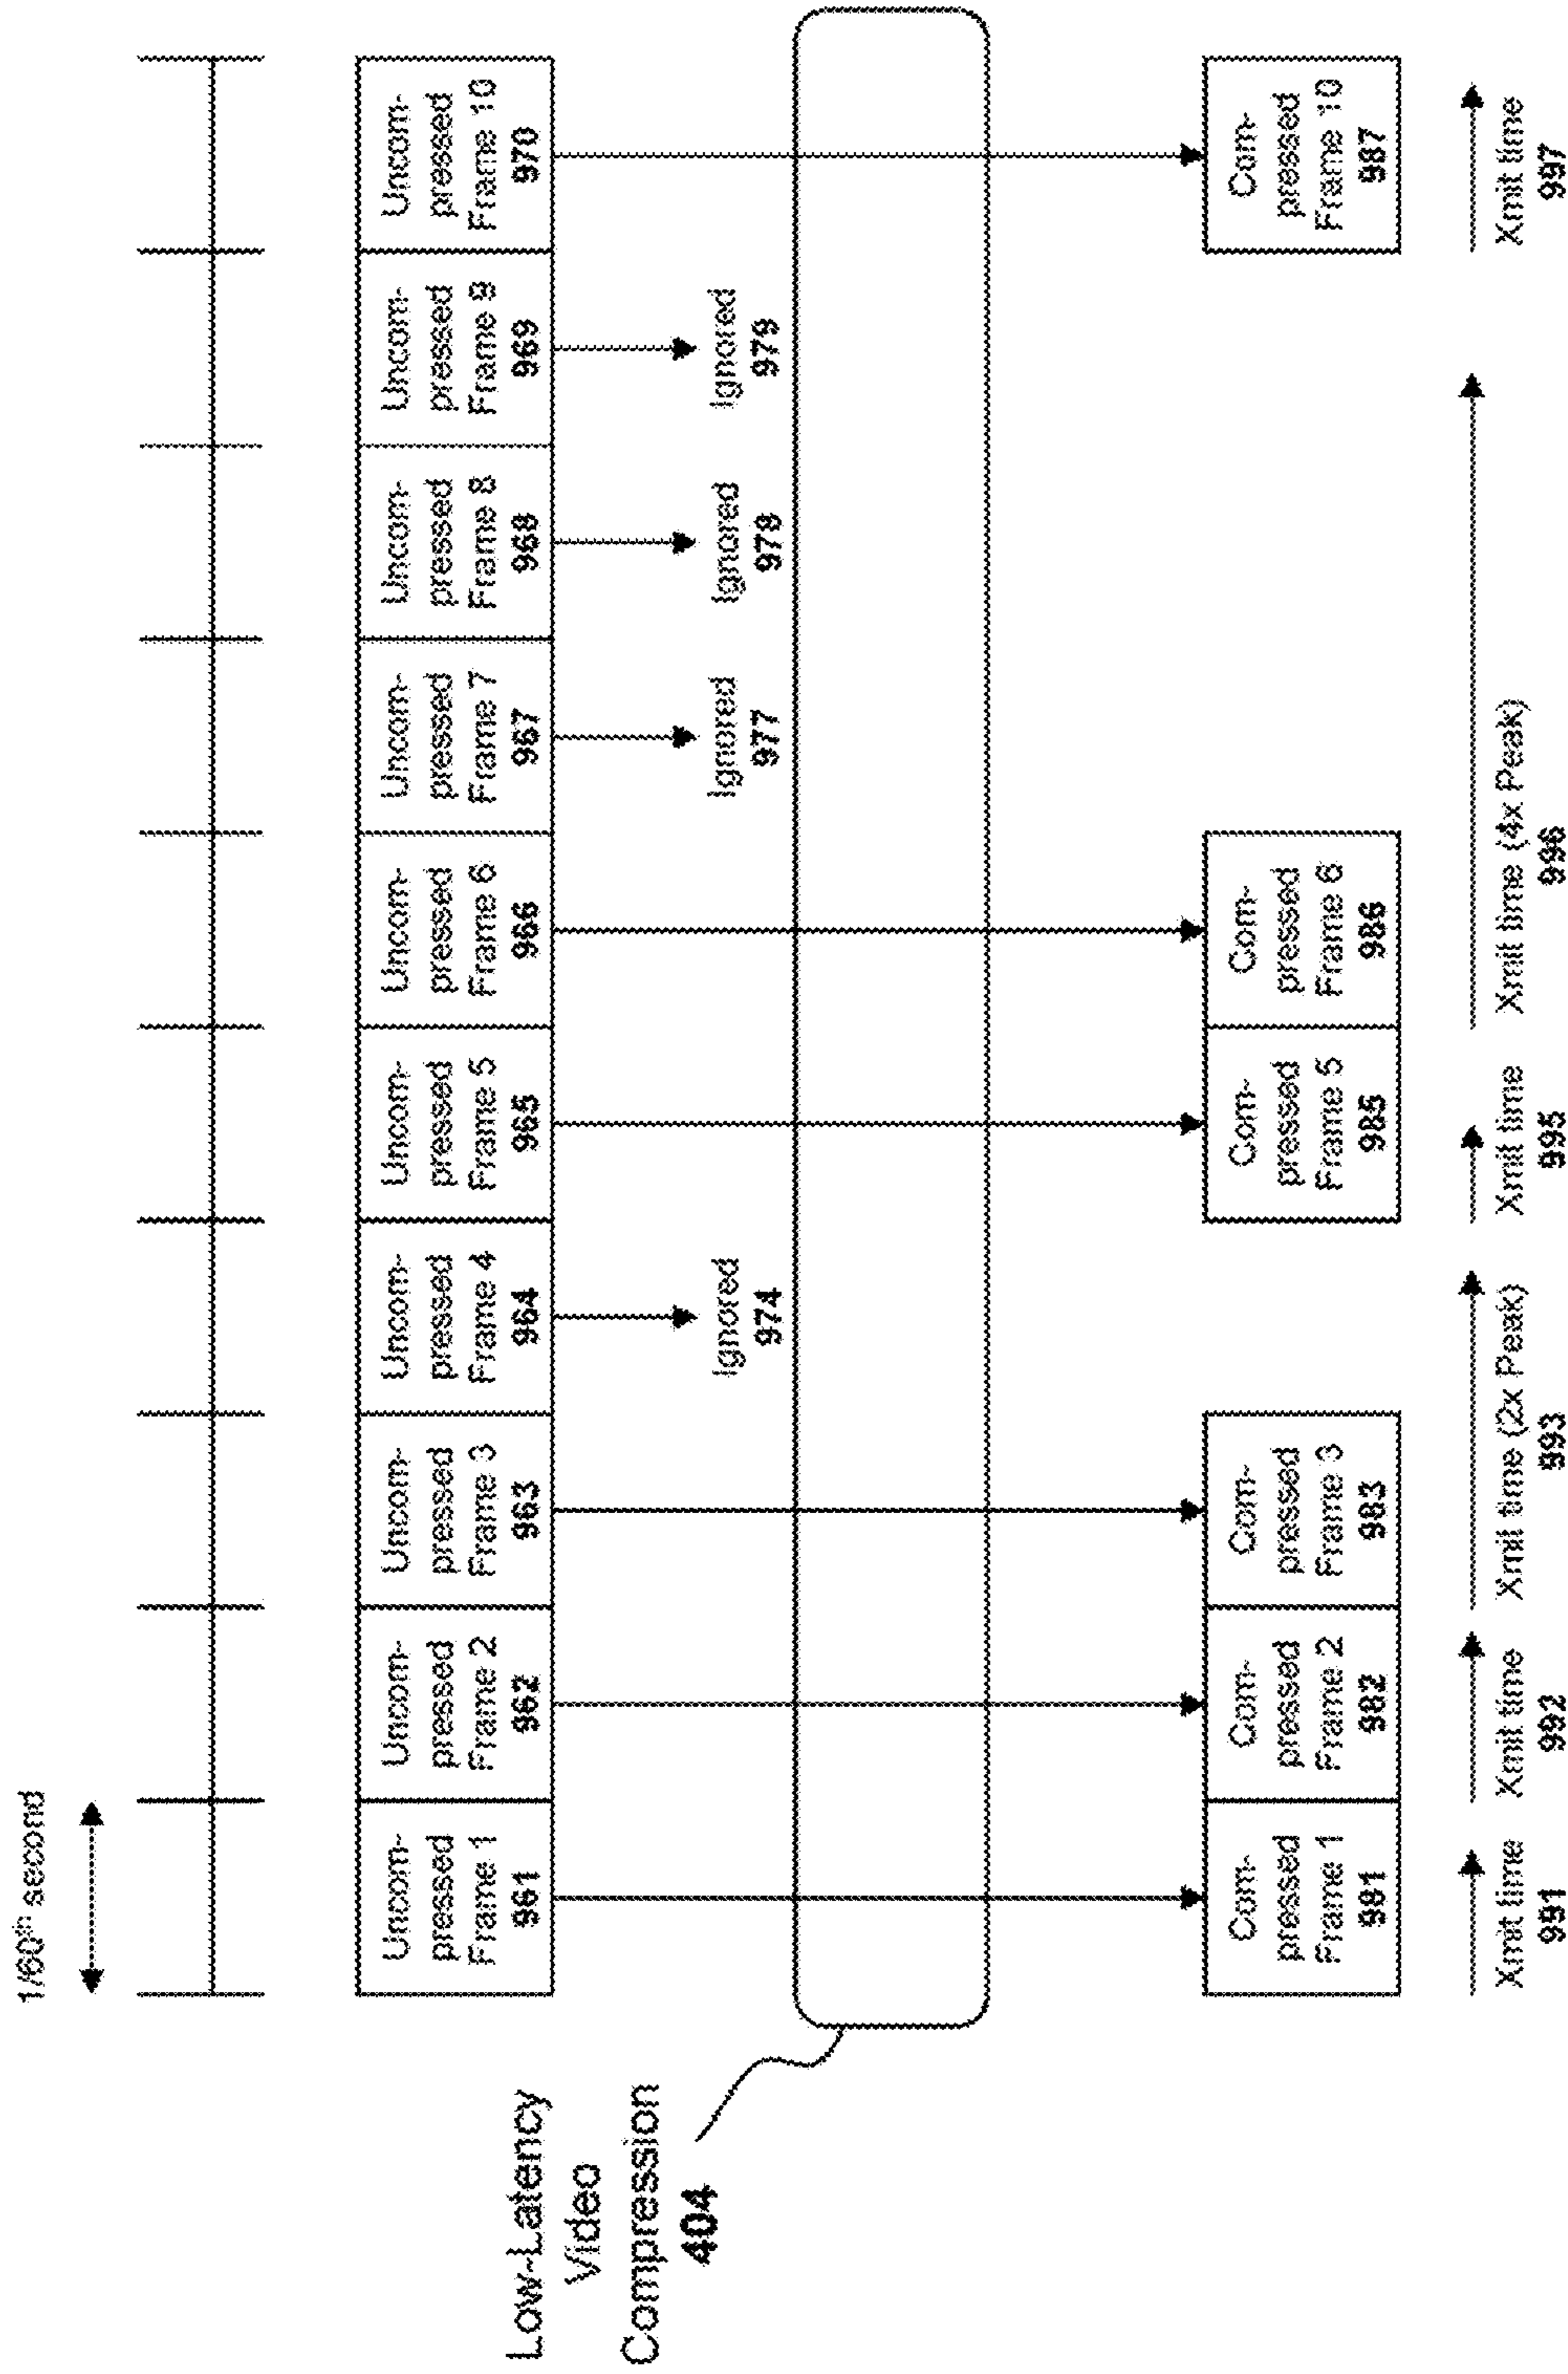 1/60th second
Uncom-
pressed
Frame 1
961
Uncom-
pressed
Frame 2
962
Uncom-
pressed
Frame 3
963
Uncom-
pressed
Frame 4
964
Uncom-
pressed
Frame 5
965
Uncom-
pressed
Frame 6
966
Uncom-
pressed
Frame 7
967
Uncom-
pressed
Frame 8
968
Uncom-
pressed
Frame 9
969
Uncom-
pressed
Frame 10
970
Low-Latency
Video
Compression
404
Ignored
974
Ignored
977
Ignored
978
Ignored
979
Com-
pressed
Frame 1
981
Com-
pressed
Frame 2
982
Com-
pressed
Frame 3
983
Com-
pressed
Frame 5
985
Com-
pressed
Frame 6
986
Com-
pressed
Frame 10
987
Xmit time
991
Xmit time
992
Xmit time (2x Peak)
993
Xmit time
995
Xmit time (4x Peak)
996
Xmit time
997